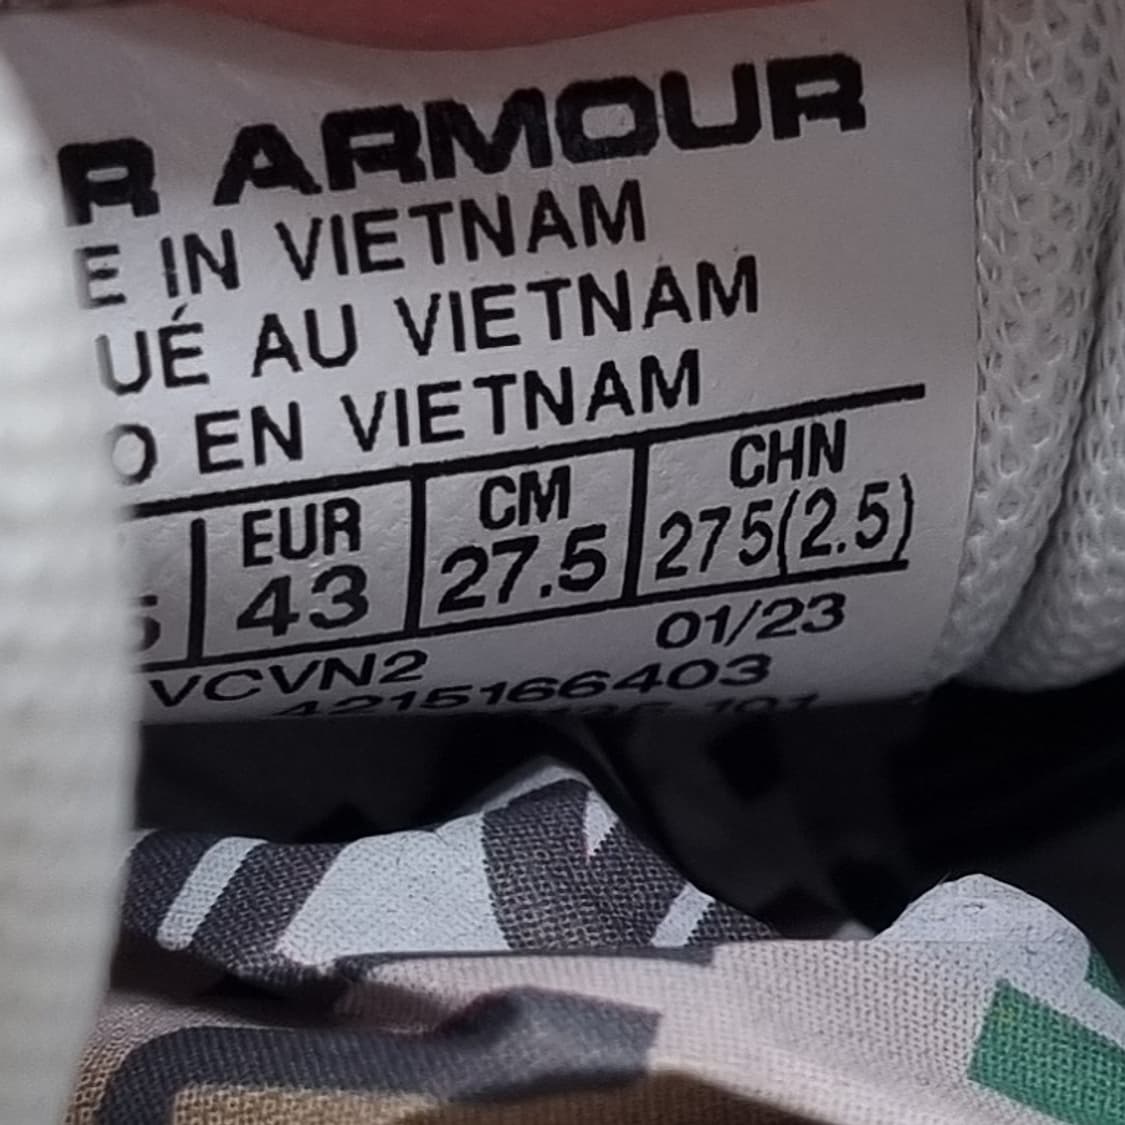 R ARMOUR
E IN VIETNAM
UÉ AU VIETNAM
O EN VIETNAM
EUR CM CHN
5 43 27.5 275(2.5)
VCVN2 01/23
4215166403